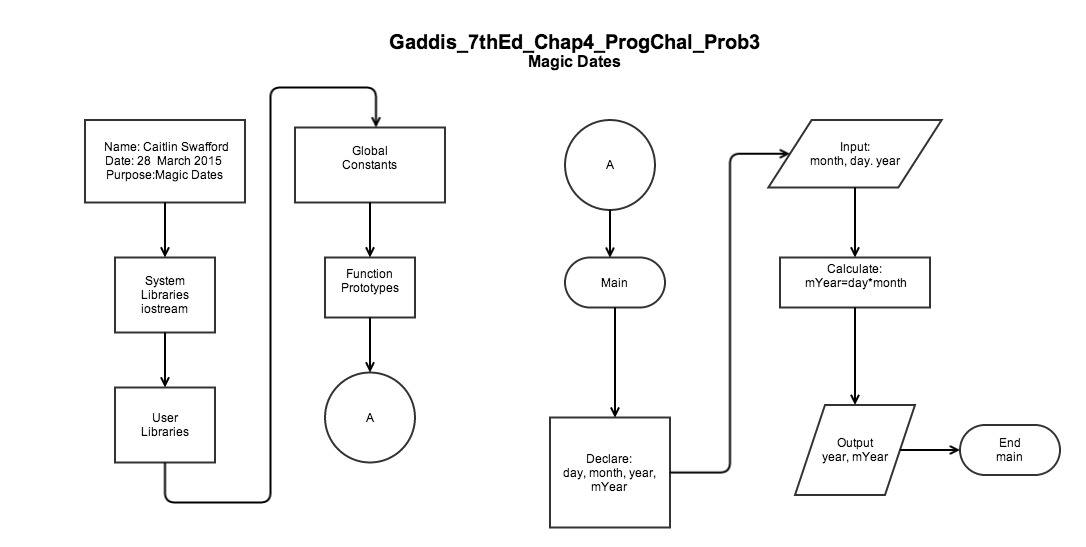 Gaddis_7thEd_Chap4_ProgChal_Prob3
Magic Dates
Name: Caitlin Swafford
Date: 28  March 2015
Purpose:Magic Dates
System
Libraries
iostream
User
Libraries
Global
Constants
Function
Prototypes
A
A
Main
Declare:
day, month, year,
mYear
Input:
month, day. year
Calculate:
mYear=day*month
Output
year, mYear
End
main